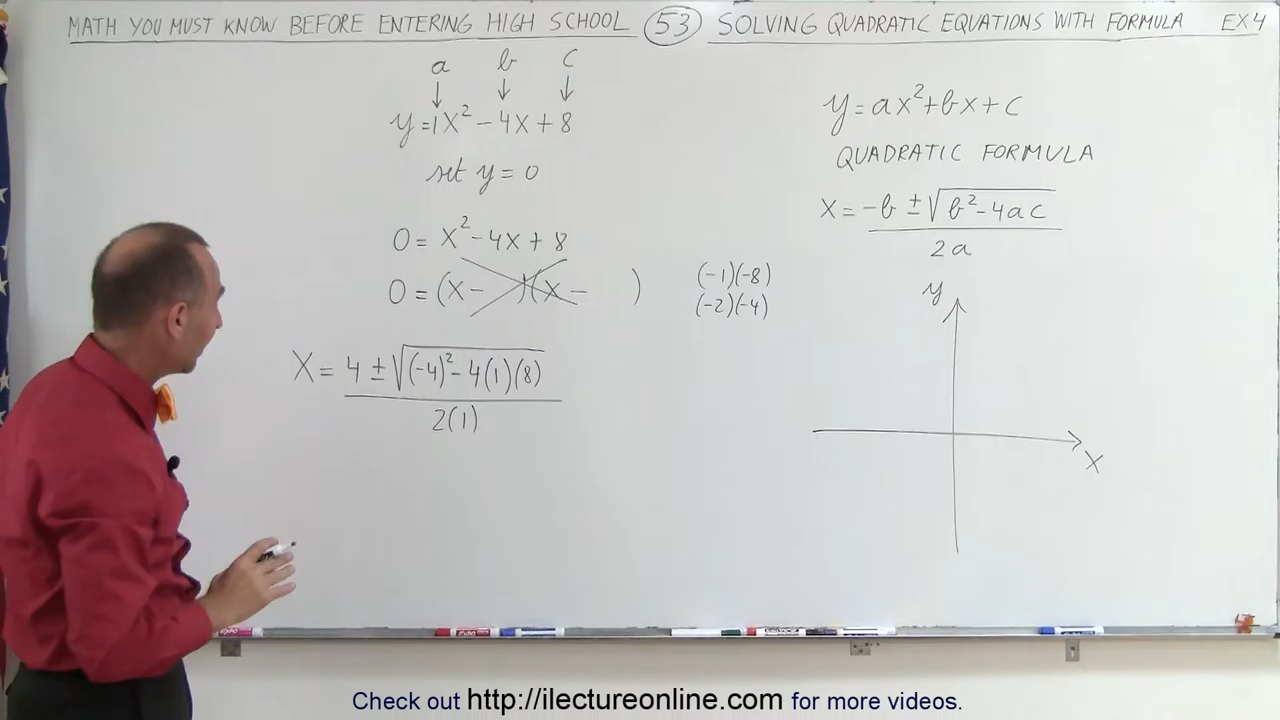 MATH YOU MUST KNOW BEFORE ENTERING HIGH SCHOOL 53 SOLVING QUADRATIC EQUATIONS WITH FORMULA EX4
a b c
↓ ↓ ↓
y=1x²-4x+8
set y=0
0=x²-4x+8
0=(x- )(x- )
(-1)(-8)
(-2)(-4)
X=4±√(-4)²-4(1)(8)
2(1)
y=ax²+bx+c
QUADRATIC FORMULA
X=-b±√b²-4ac
2a
y
X
Check out http://ilectureonline.com for more videos.